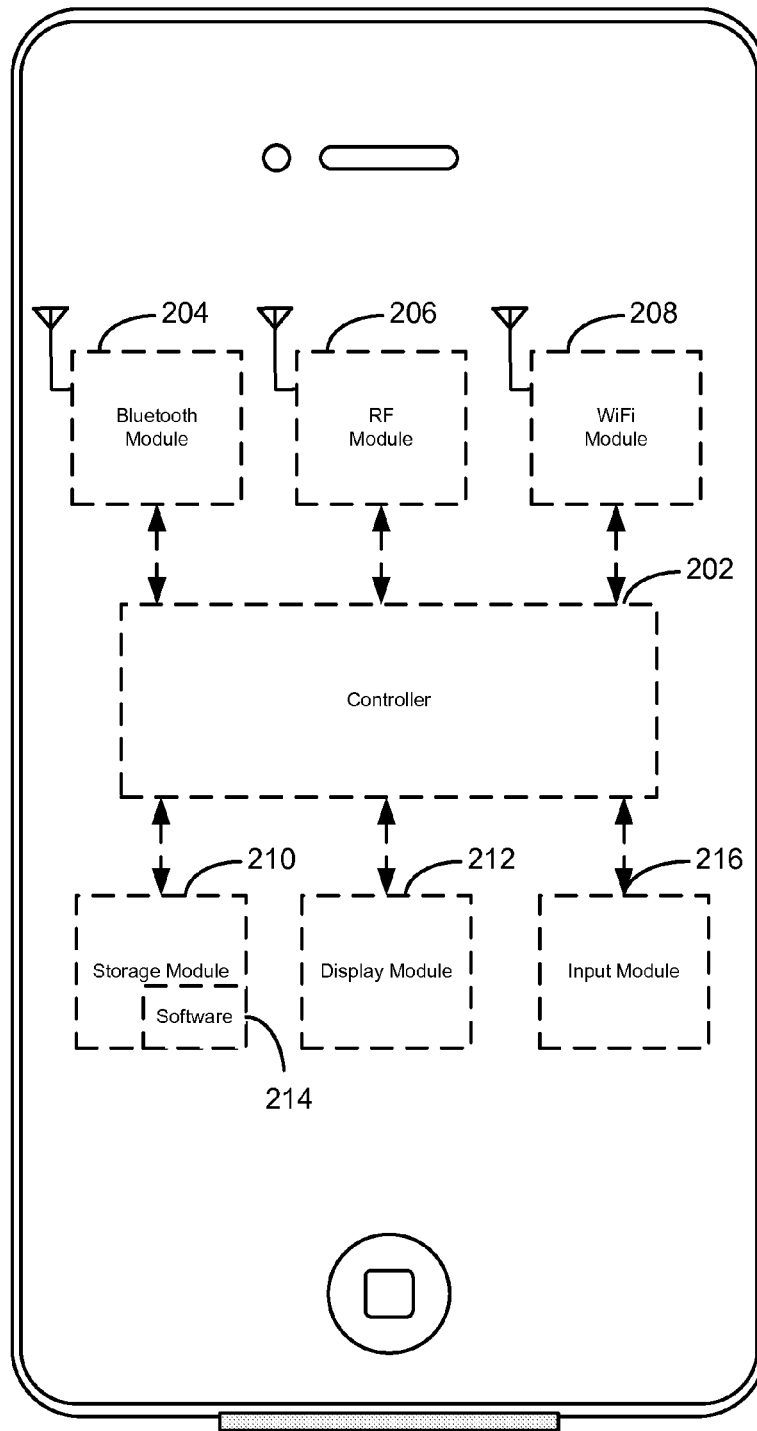 204
206
208
Bluetooth
Module
RF
Module
WiFi
Module
202
Controller
210
212
216
Storage Module
Display Module
Input Module
Software
214